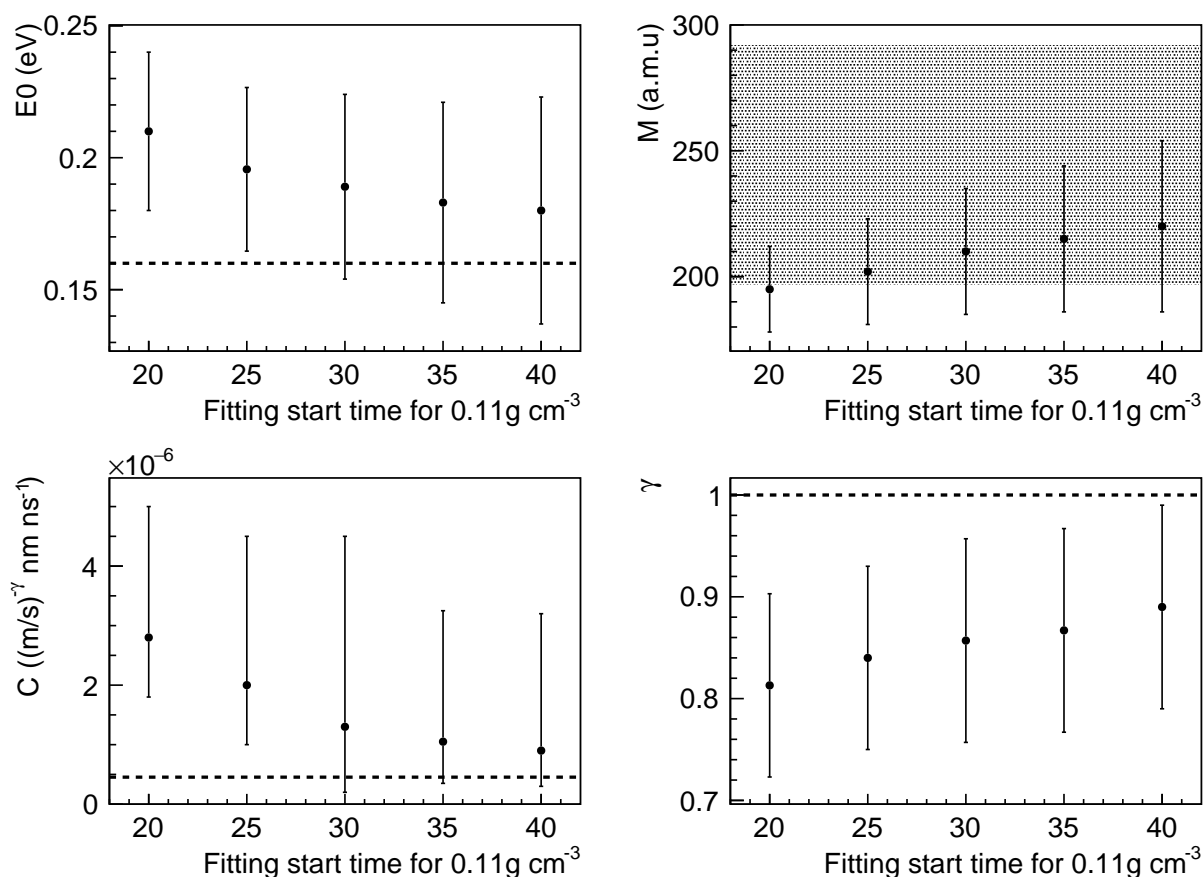 E0 (eV)
0.25
0.2
0.15
20 25 30 35 40
Fitting start time for 0.11g cm⁻³
M (a.m.u)
300
250
200
20 25 30 35 40
Fitting start time for 0.11g cm⁻³
×10⁻⁶
C ((m/s)⁻ᵞ nm ns⁻¹)
4
2
0
20 25 30 35 40
Fitting start time for 0.11g cm⁻³
γ
1
0.9
0.8
0.7
20 25 30 35 40
Fitting start time for 0.11g cm⁻³